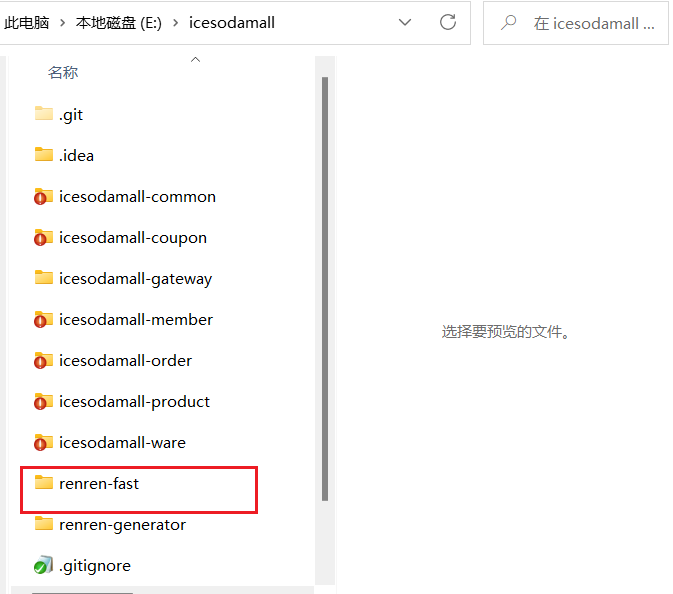 此电脑 › 本地磁盘 (E:) › icesodamall
在 icesodamall ...
名称
.git
.idea
icesodamall-common
icesodamall-coupon
icesodamall-gateway
icesodamall-member
icesodamall-order
icesodamall-product
icesodamall-ware
renren-fast
renren-generator
.gitignore
选择要预览的文件。